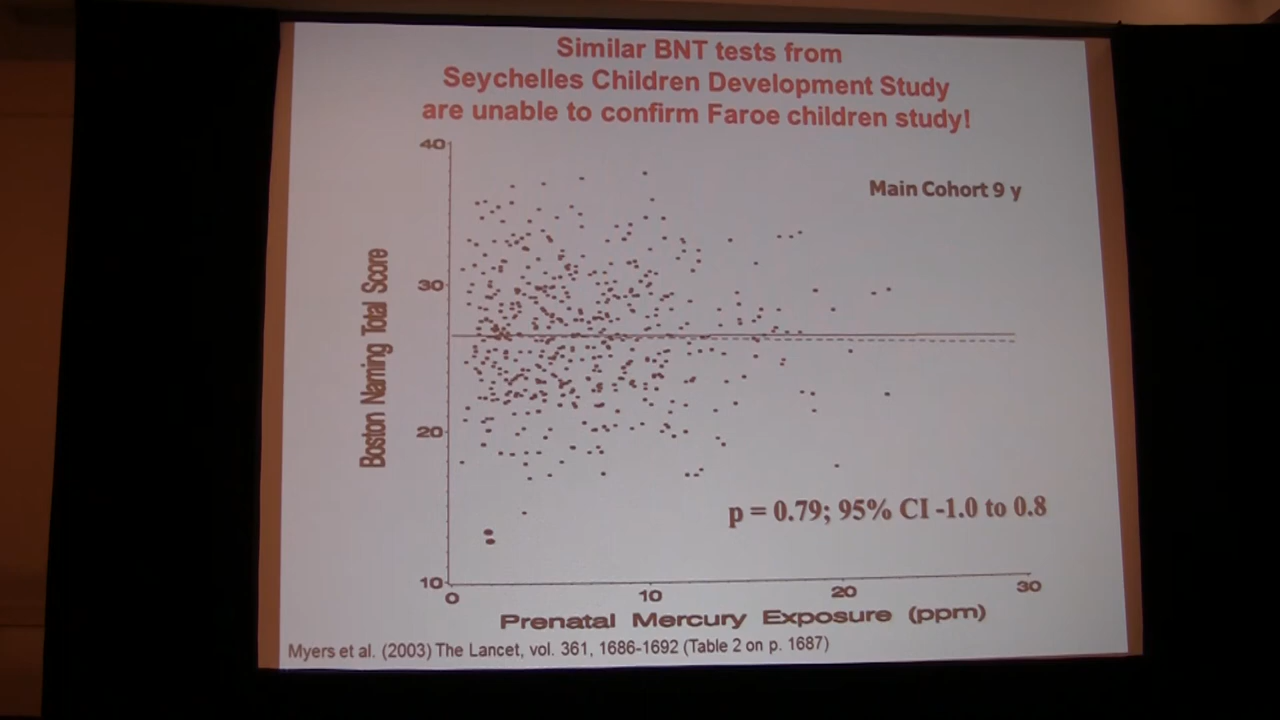 Similar BNT tests from
Seychelles Children Development Study
are unable to confirm Faroe children study!
40
Main Cohort 9 y
30
Boston Naming Total Score
20
p = 0.79; 95% CI -1.0 to 0.8
10
0
10
20
30
Prenatal Mercury Exposure (ppm)
Myers et al. (2003) The Lancet, vol. 361, 1686-1692 (Table 2 on p. 1687)